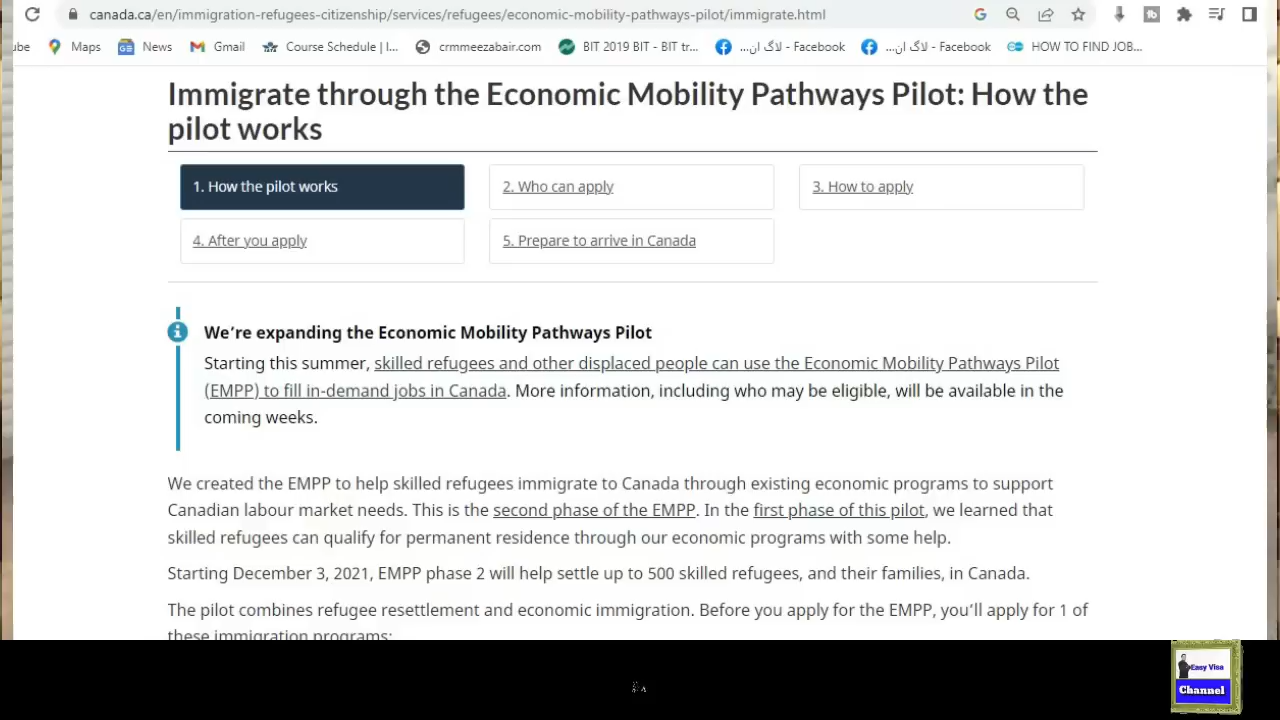 canada.ca/en/immigration-refugees-citizenship/services/refugees/economic-mobility-pathways-pilot/immigrate.html
ube Maps News Gmail Course Schedule | I... crmmeezabair.com BIT 2019 BIT - BIT tr... لاگ ان... - Facebook لاگ ان... - Facebook HOW TO FIND JOB...
Immigrate through the Economic Mobility Pathways Pilot: How the
pilot works
1. How the pilot works
2. Who can apply
3. How to apply
4. After you apply
5. Prepare to arrive in Canada
We're expanding the Economic Mobility Pathways Pilot
Starting this summer, skilled refugees and other displaced people can use the Economic Mobility Pathways Pilot
(EMPP) to fill in-demand jobs in Canada. More information, including who may be eligible, will be available in the
coming weeks.
We created the EMPP to help skilled refugees immigrate to Canada through existing economic programs to support
Canadian labour market needs. This is the second phase of the EMPP. In the first phase of this pilot, we learned that
skilled refugees can qualify for permanent residence through our economic programs with some help.
Starting December 3, 2021, EMPP phase 2 will help settle up to 500 skilled refugees, and their families, in Canada.
The pilot combines refugee resettlement and economic immigration. Before you apply for the EMPP, you'll apply for 1 of
these immigration programs:
Easy Visa
Channel